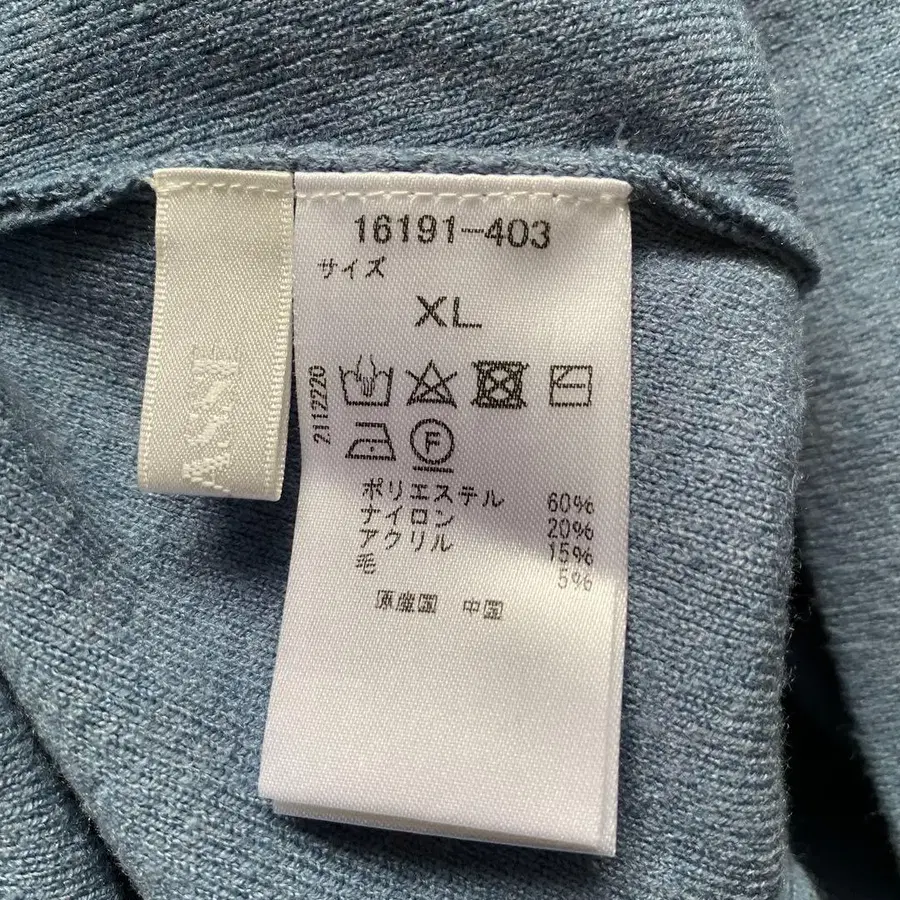 16191-403
サイズ
XL
2112220
F
ポリエステル 60%
ナイロン 20%
アクリル 15%
毛 5%
原産国 中国